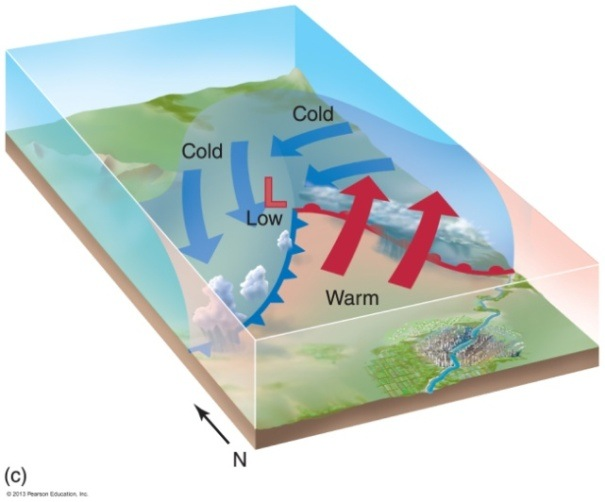 Cold
Cold
L
Low
Warm
N
(c)
© 2013 Pearson Education, Inc.